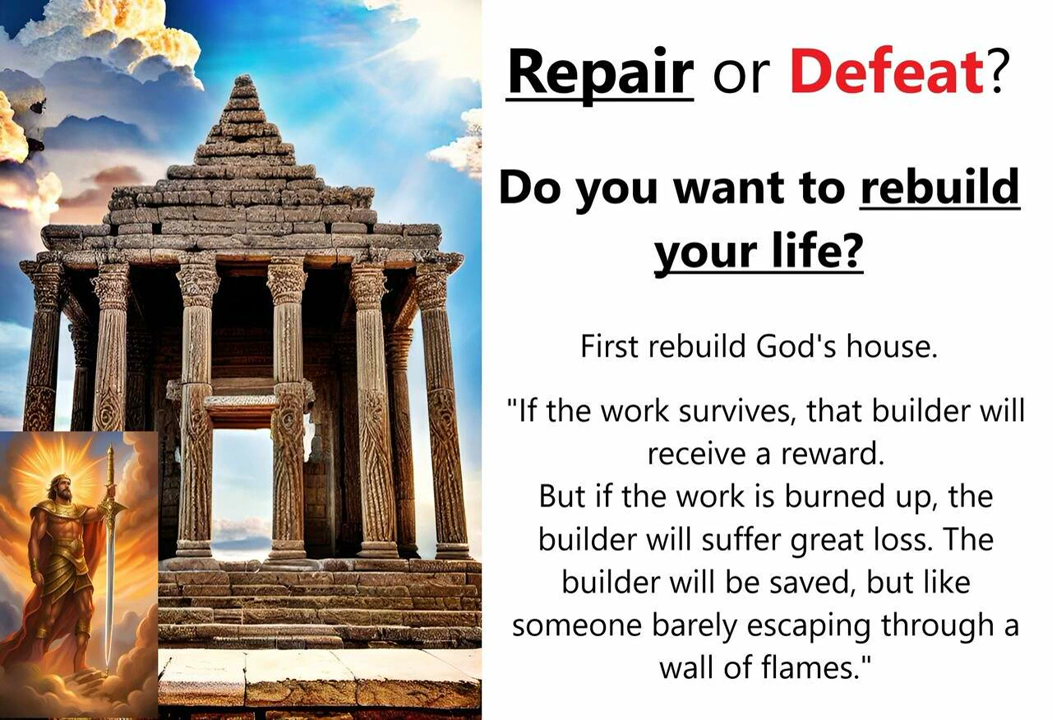 Repair or Defeat?
Do you want to rebuild
your life?
First rebuild God's house.
"If the work survives, that builder will
receive a reward.
But if the work is burned up, the
builder will suffer great loss. The
builder will be saved, but like
someone barely escaping through a
wall of flames."